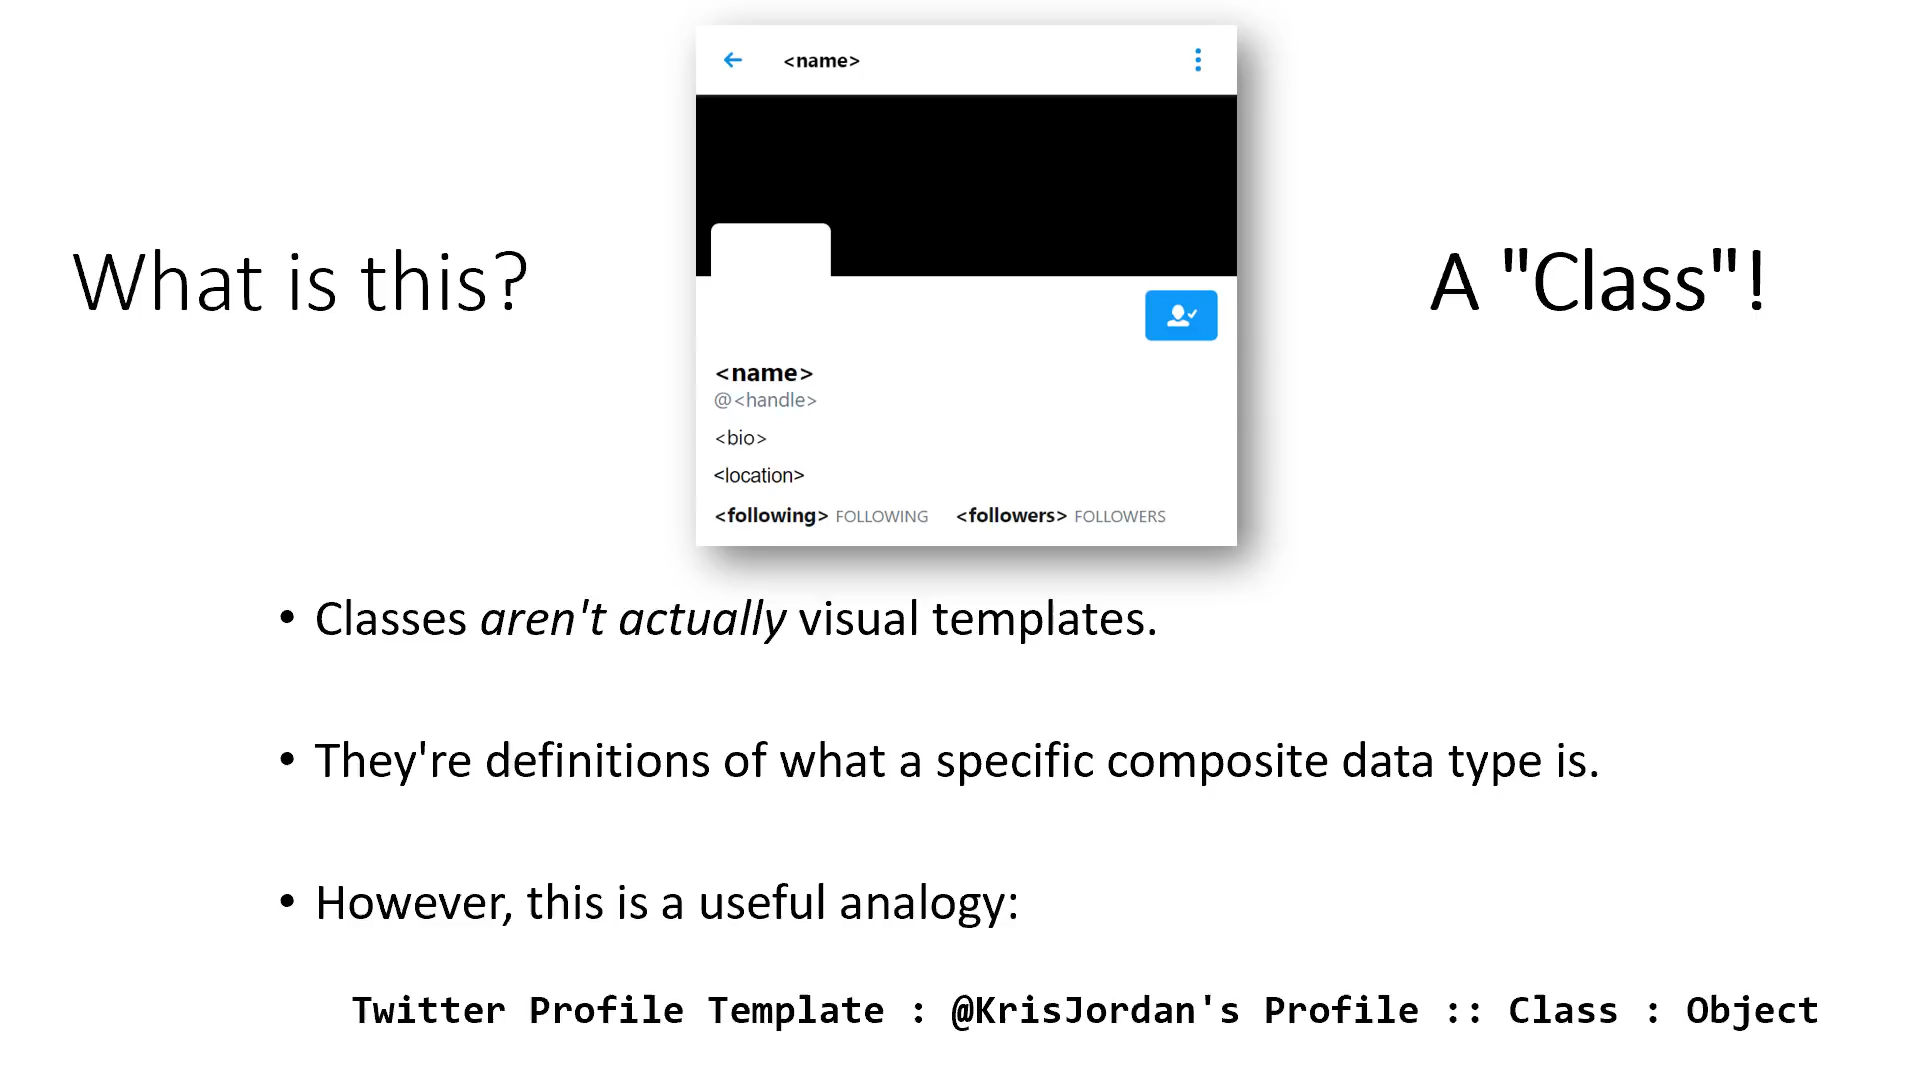 What is this?
<name>
<name>
@<handle>
<bio>
<location>
<following> FOLLOWING <followers> FOLLOWERS
A "Class"!
• Classes aren't actually visual templates.
• They're definitions of what a specific composite data type is.
• However, this is a useful analogy:
Twitter Profile Template : @KrisJordan's Profile :: Class : Object